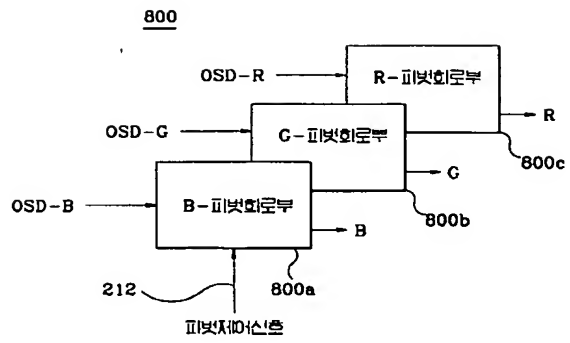 800
OSD-R
R-피벗회로부
R
OSD-G
G-피벗회로부
800c
G
OSD-B
B-피벗회로부
800b
B
212
800a
피벗제어신호